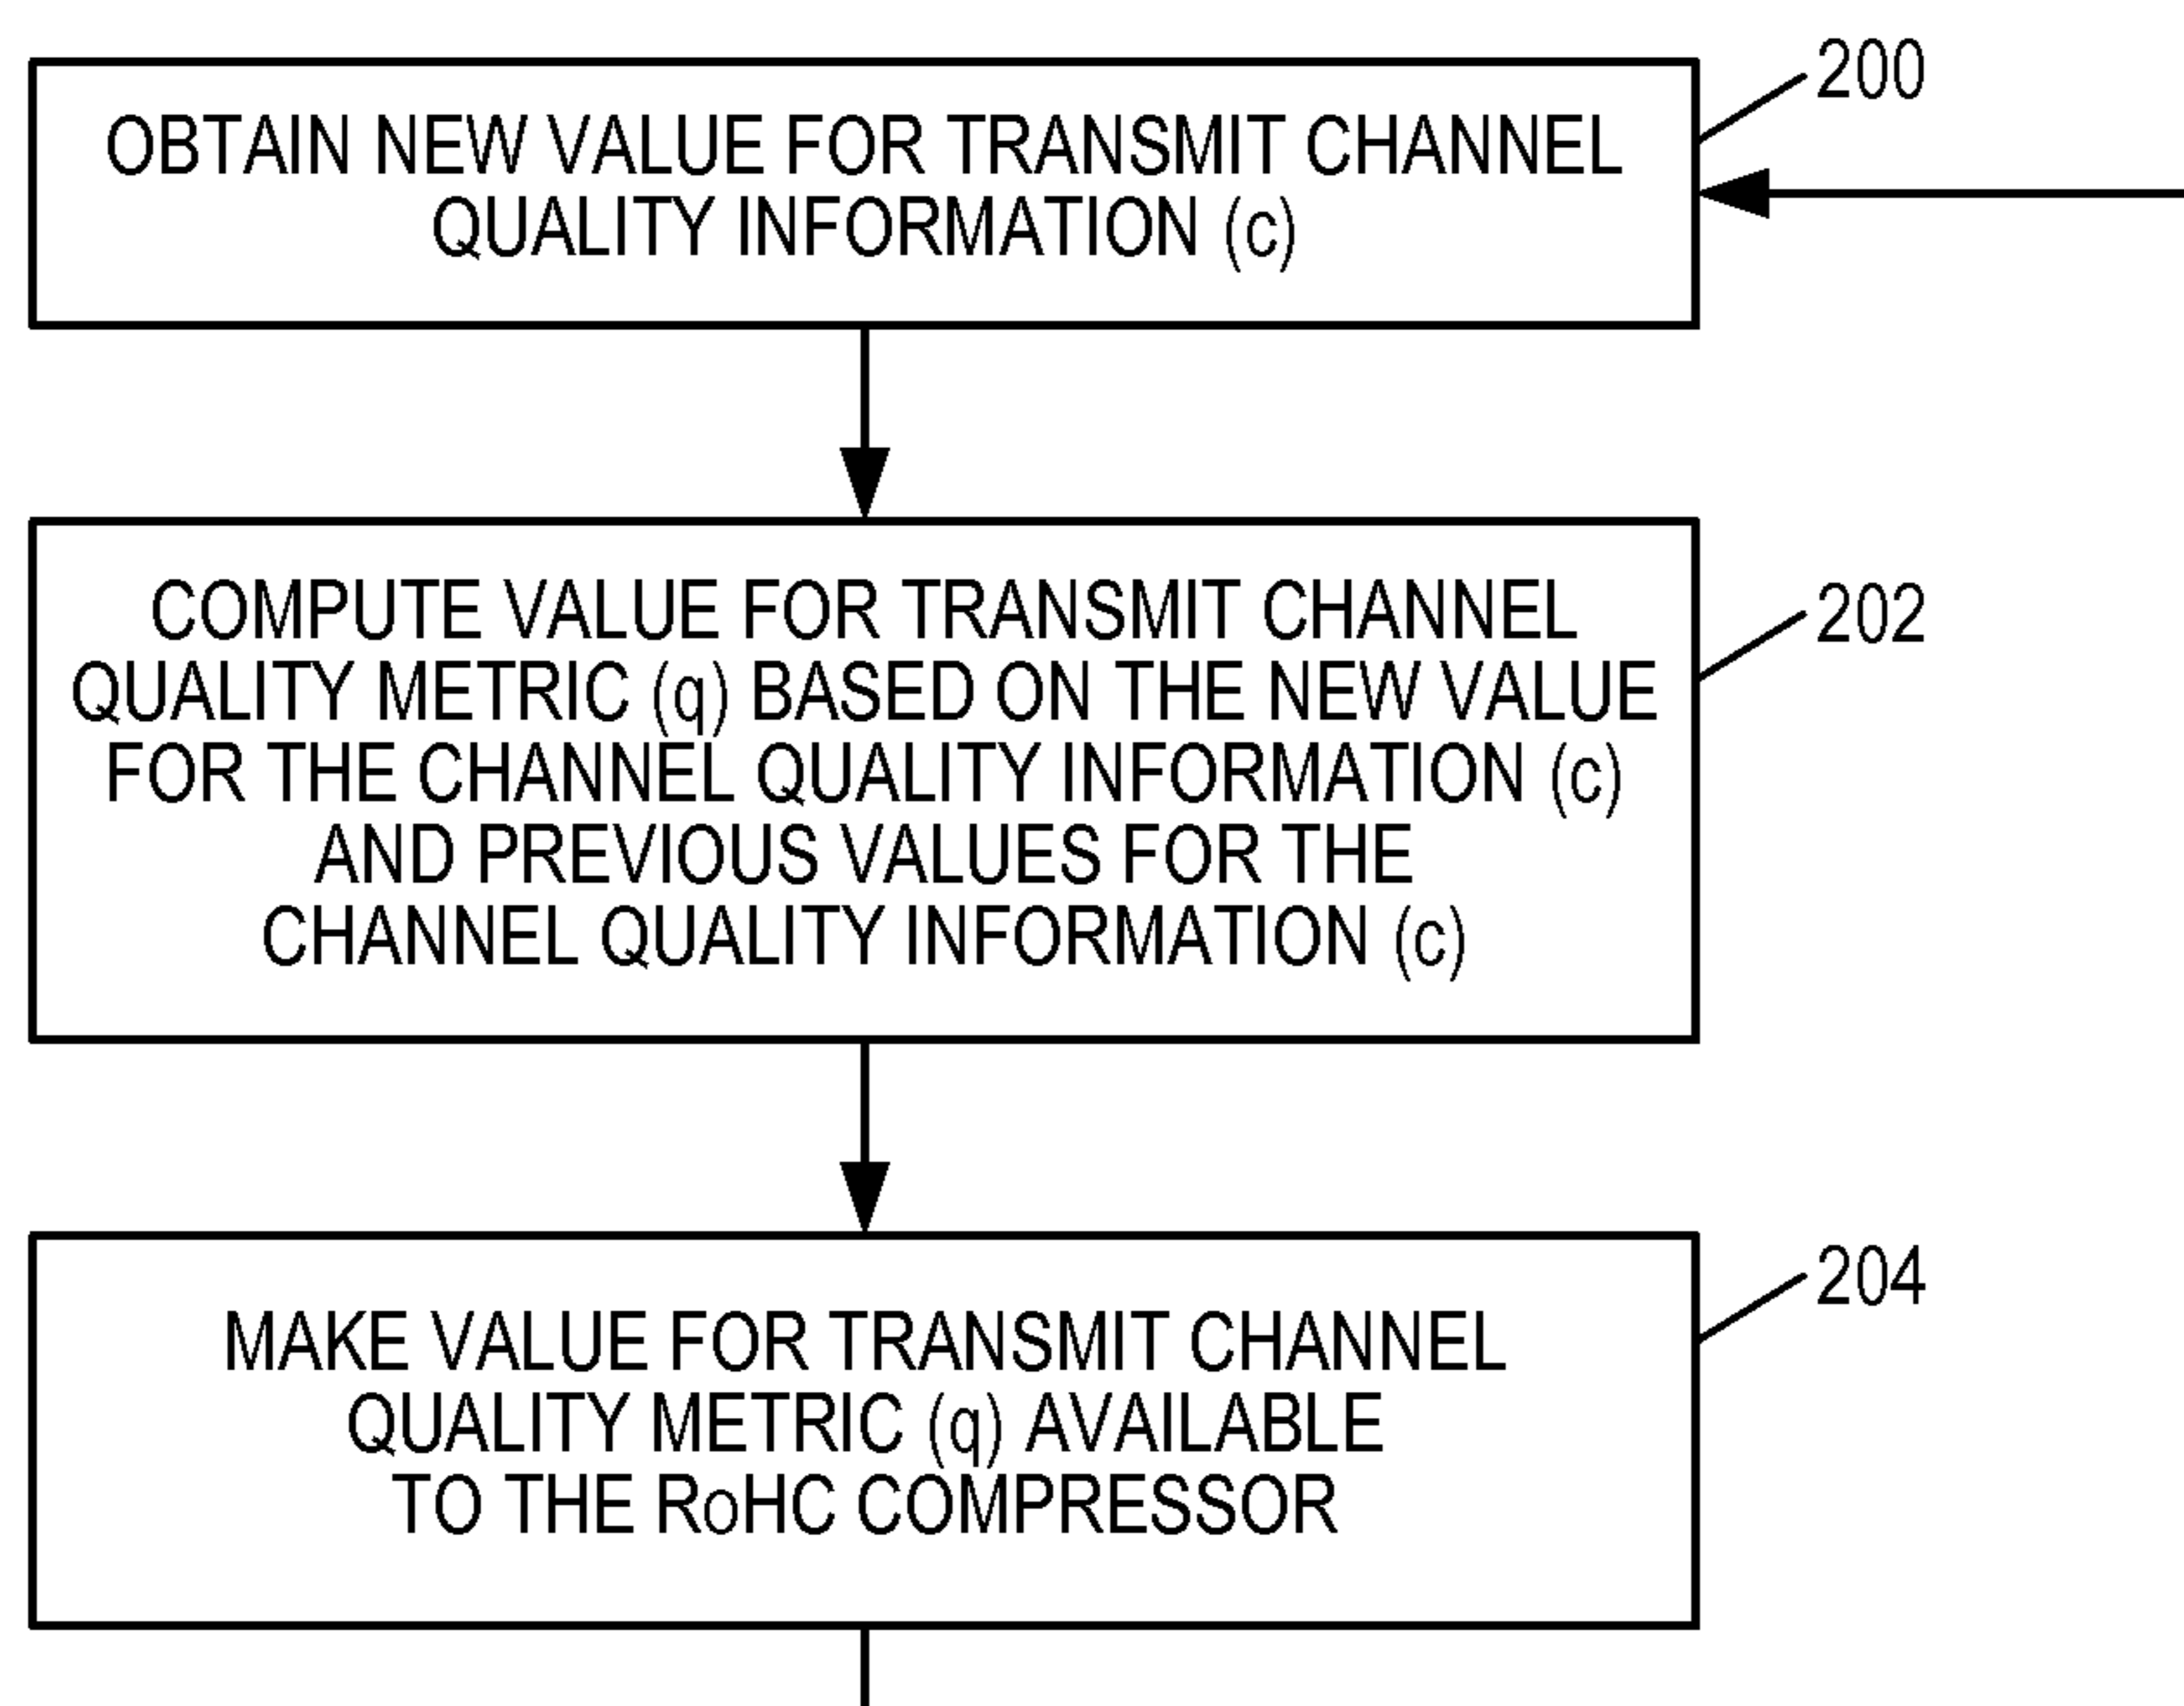 200
OBTAIN NEW VALUE FOR TRANSMIT CHANNEL
QUALITY INFORMATION (c)
202
COMPUTE VALUE FOR TRANSMIT CHANNEL
QUALITY METRIC (q) BASED ON THE NEW VALUE
FOR THE CHANNEL QUALITY INFORMATION (c)
AND PREVIOUS VALUES FOR THE
CHANNEL QUALITY INFORMATION (c)
204
MAKE VALUE FOR TRANSMIT CHANNEL
QUALITY METRIC (q) AVAILABLE
TO THE RoHC COMPRESSOR